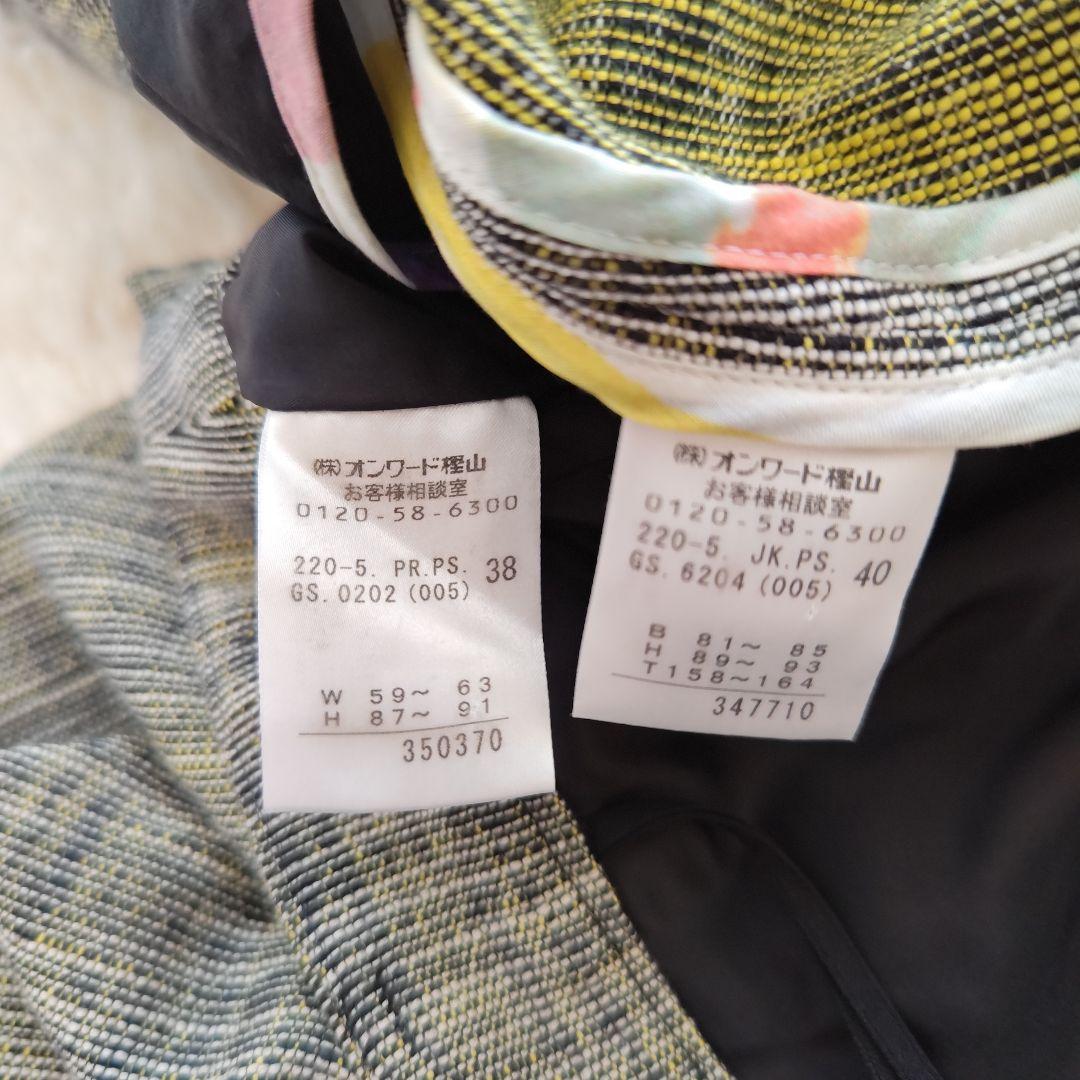 ㈱オンワード樫山
お客様相談室
0120-58-6300
220-5. PR.PS. 38
GS. 0202 (005)
W 59～ 63
H 87～ 91
350370
㈱オンワード樫山
お客様相談室
0120-58-6300
220-5. JK.PS. 40
GS. 6204 (005)
B 81～ 85
H 89～ 93
T158～164
347710